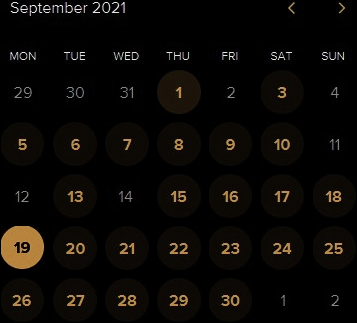 September 2021
MON TUE WED THU FRI SAT SUN
29 30 31 1 2 3 4
5 6 7 8 9 10 11
12 13 14 15 16 17 18
19 20 21 22 23 24 25
26 27 28 29 30 1 2